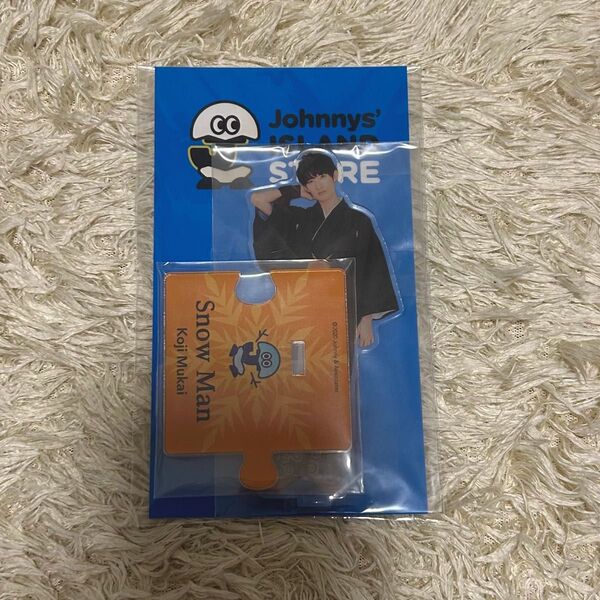 Johnnys'
ISLAND
STORE
Snow Man
Koji Mukai